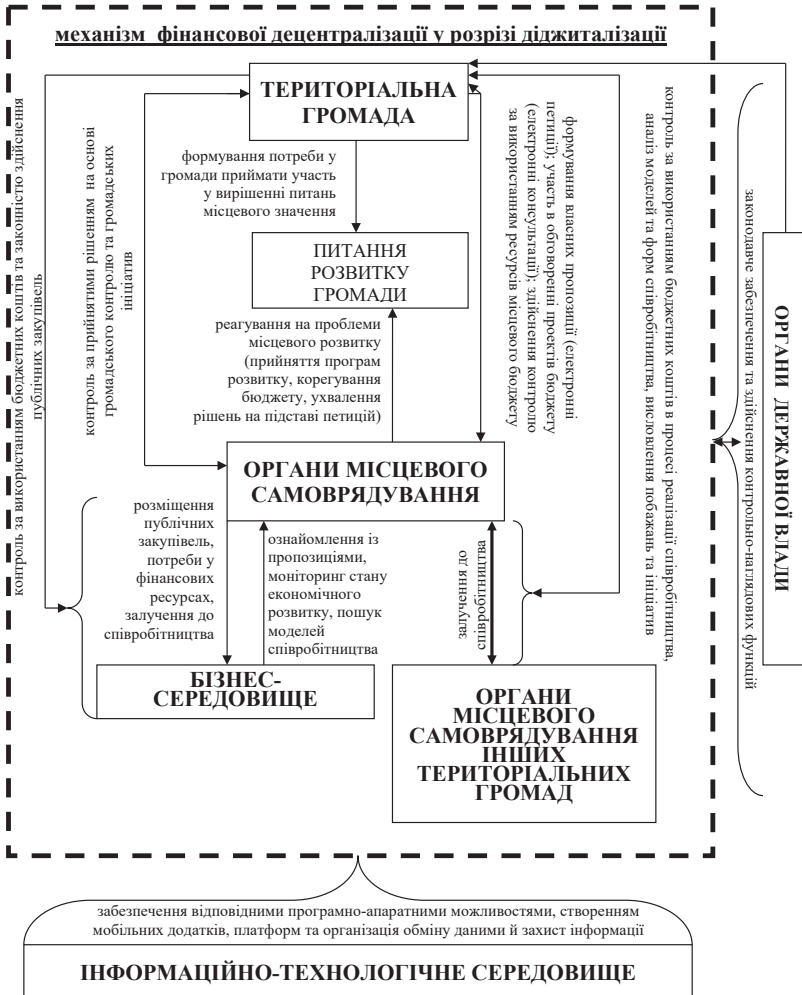 механізм фінансової децентралізації у розрізі діджиталізації
ТЕРИТОРІАЛЬНА
ГРОМАДА
формування потреби у
громади приймати участь
у вирішенні питань
місцевого значення
ПИТАННЯ
РОЗВИТКУ
ГРОМАДИ
реагування на проблеми
місцевого розвитку
(прийняття програм
розвитку, корегування
бюджету, ухвалення
рішень на підставі петицій)
ОРГАНИ МІСЦЕВОГО
САМОВРЯДУВАННЯ
контроль за використанням бюджетних коштів та законністю здійснення
публічних закупівель
контроль за прийнятими рішенням на основі
громадського контролю та громадських
ініціатив
формування власних пропозиції (електронні
петиції); участь в обговоренні проектів бюджету
(електронні консультації); здійснення контролю
за використанням ресурсів місцевого бюджету
контроль за використанням бюджетних коштів в процесі реалізації співробітництва,
аналіз моделей та форм співробітництва, висловлення побажань та ініціатив
законодавче забезпечення та здійснення контрольно-наглядових функцій
ОРГАНИ ДЕРЖАВНОЇ ВЛАДИ
розміщення
публічних
закупівель,
потреби у
фінансових
ресурсах,
залучення до
співробітництва
ознайомлення із
пропозиціями,
моніторинг стану
економічного
розвитку, пошук
моделей
співробітництва
залучення до
співробітництва
БІЗНЕС-
СЕРЕДОВИЩЕ
ОРГАНИ
МІСЦЕВОГО
САМОВРЯДУВАННЯ
ІНШИХ
ТЕРИТОРІАЛЬНИХ
ГРОМАД
забезпечення відповідними програмно-апаратними можливостями, створенням
мобільних додатків, платформ та організація обміну даними й захист інформації
ІНФОРМАЦІЙНО-ТЕХНОЛОГІЧНЕ СЕРЕДОВИЩЕ